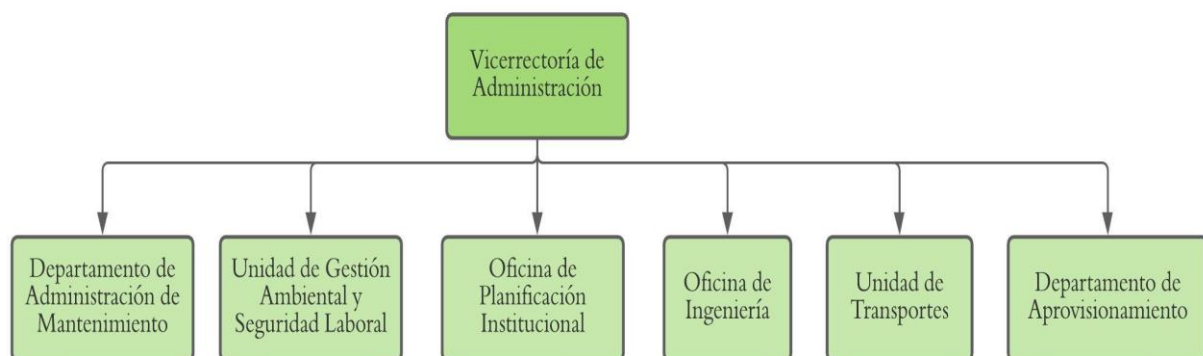 Vicerrectoría de
Administración
Departamento de
Administración de
Mantenimiento
Unidad de Gestión
Ambiental y
Seguridad Laboral
Oficina de
Planificación
Institucional
Oficina de
Ingeniería
Unidad de
Transportes
Departamento de
Aprovisionamiento